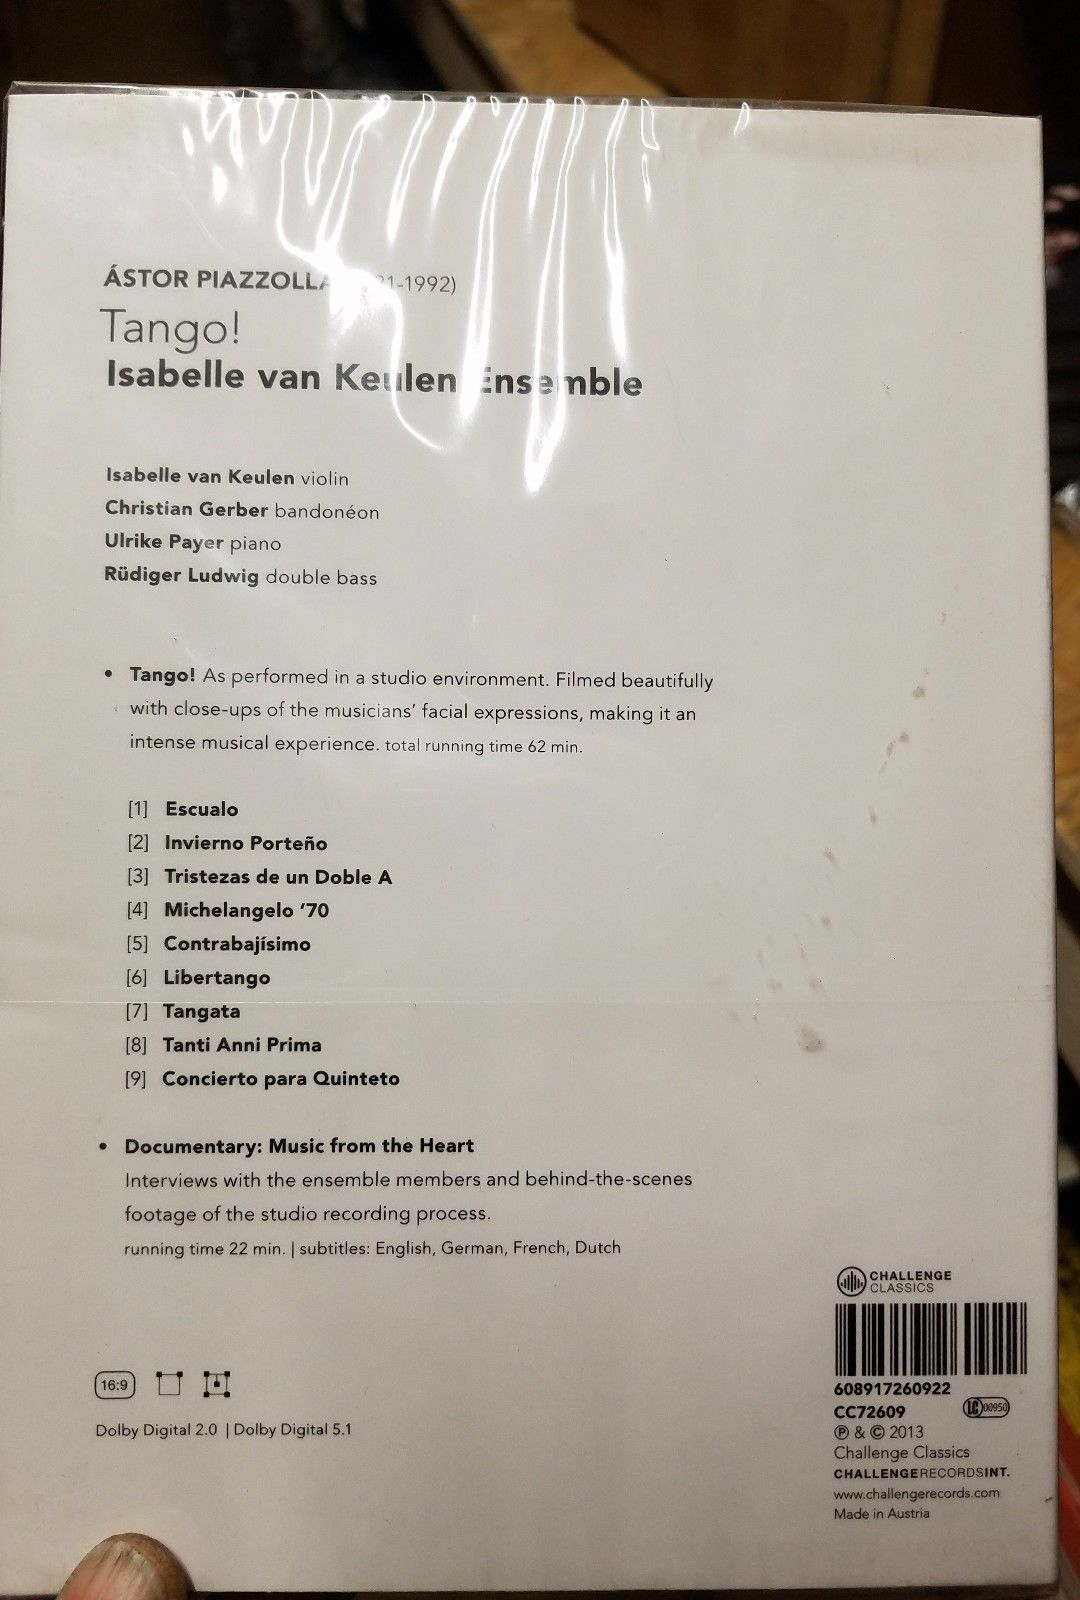 ÁSTOR PIAZZOLLA 1-1992)
Tango!
Isabelle van Keulen Ensemble
Isabelle van Keulen violin
Christian Gerber bandonéon
Ulrike Payer piano
Rüdiger Ludwig double bass
• Tango! As performed in a studio environment. Filmed beautifully
with close-ups of the musicians' facial expressions, making it an
intense musical experience. total running time 62 min.
[1] Escualo
[2] Invierno Porteño
[3] Tristezas de un Doble A
[4] Michelangelo '70
[5] Contrabajísimo
[6] Libertango
[7] Tangata
[8] Tanti Anni Prima
[9] Concierto para Quinteto
• Documentary: Music from the Heart
Interviews with the ensemble members and behind-the-scenes
footage of the studio recording process.
running time 22 min. | subtitles: English, German, French, Dutch
CHALLENGE
CLASSICS
608917260922
CC72609
LC 00950
℗ & © 2013
Challenge Classics
CHALLENGERECORDSINT.
www.challengerecords.com
Made in Austria
16:9
Dolby Digital 2.0 | Dolby Digital 5.1